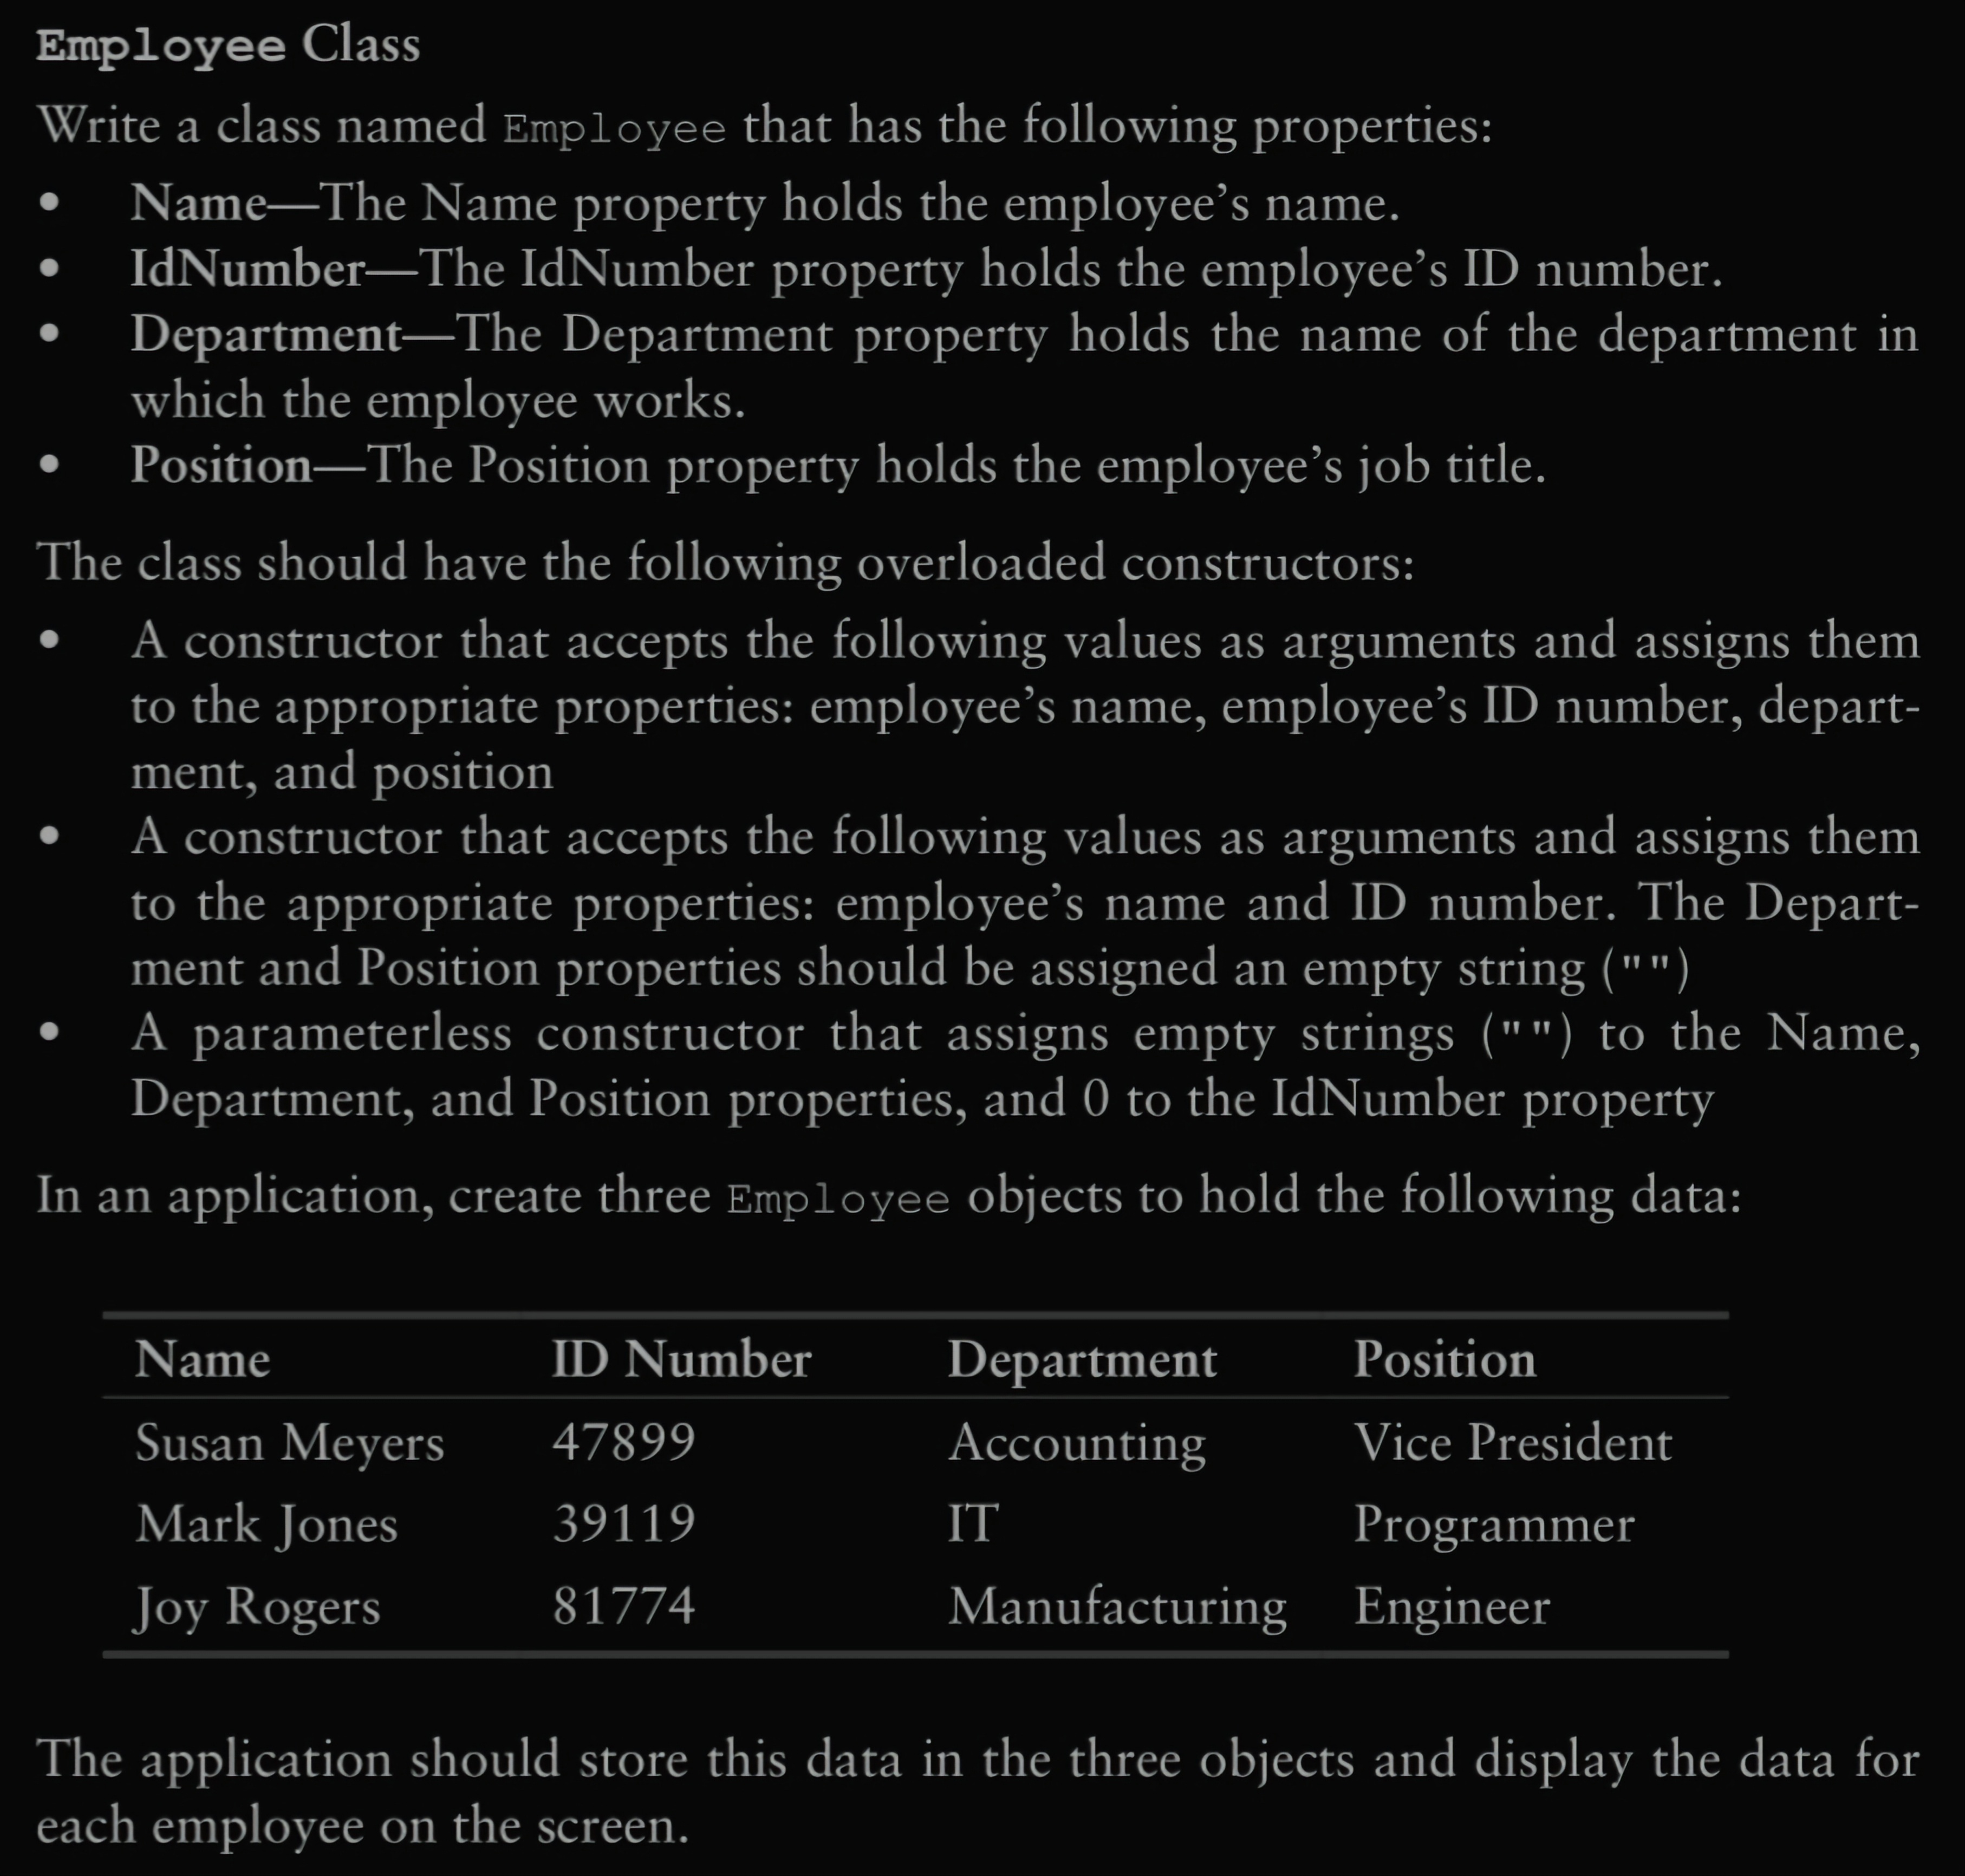 Employee Class
Write a class named Employee that has the following properties:
• Name—The Name property holds the employee’s name.
• IdNumber—The IdNumber property holds the employee’s ID number.
• Department—The Department property holds the name of the department in
which the employee works.
• Position—The Position property holds the employee’s job title.
The class should have the following overloaded constructors:
• A constructor that accepts the following values as arguments and assigns them
to the appropriate properties: employee’s name, employee’s ID number, depart-
ment, and position
• A constructor that accepts the following values as arguments and assigns them
to the appropriate properties: employee’s name and ID number. The Depart-
ment and Position properties should be assigned an empty string ("")
• A parameterless constructor that assigns empty strings ("") to the Name,
Department, and Position properties, and 0 to the IdNumber property
In an application, create three Employee objects to hold the following data:
Name ID Number Department Position
Susan Meyers 47899 Accounting Vice President
Mark Jones 39119 IT Programmer
Joy Rogers 81774 Manufacturing Engineer
The application should store this data in the three objects and display the data for
each employee on the screen.